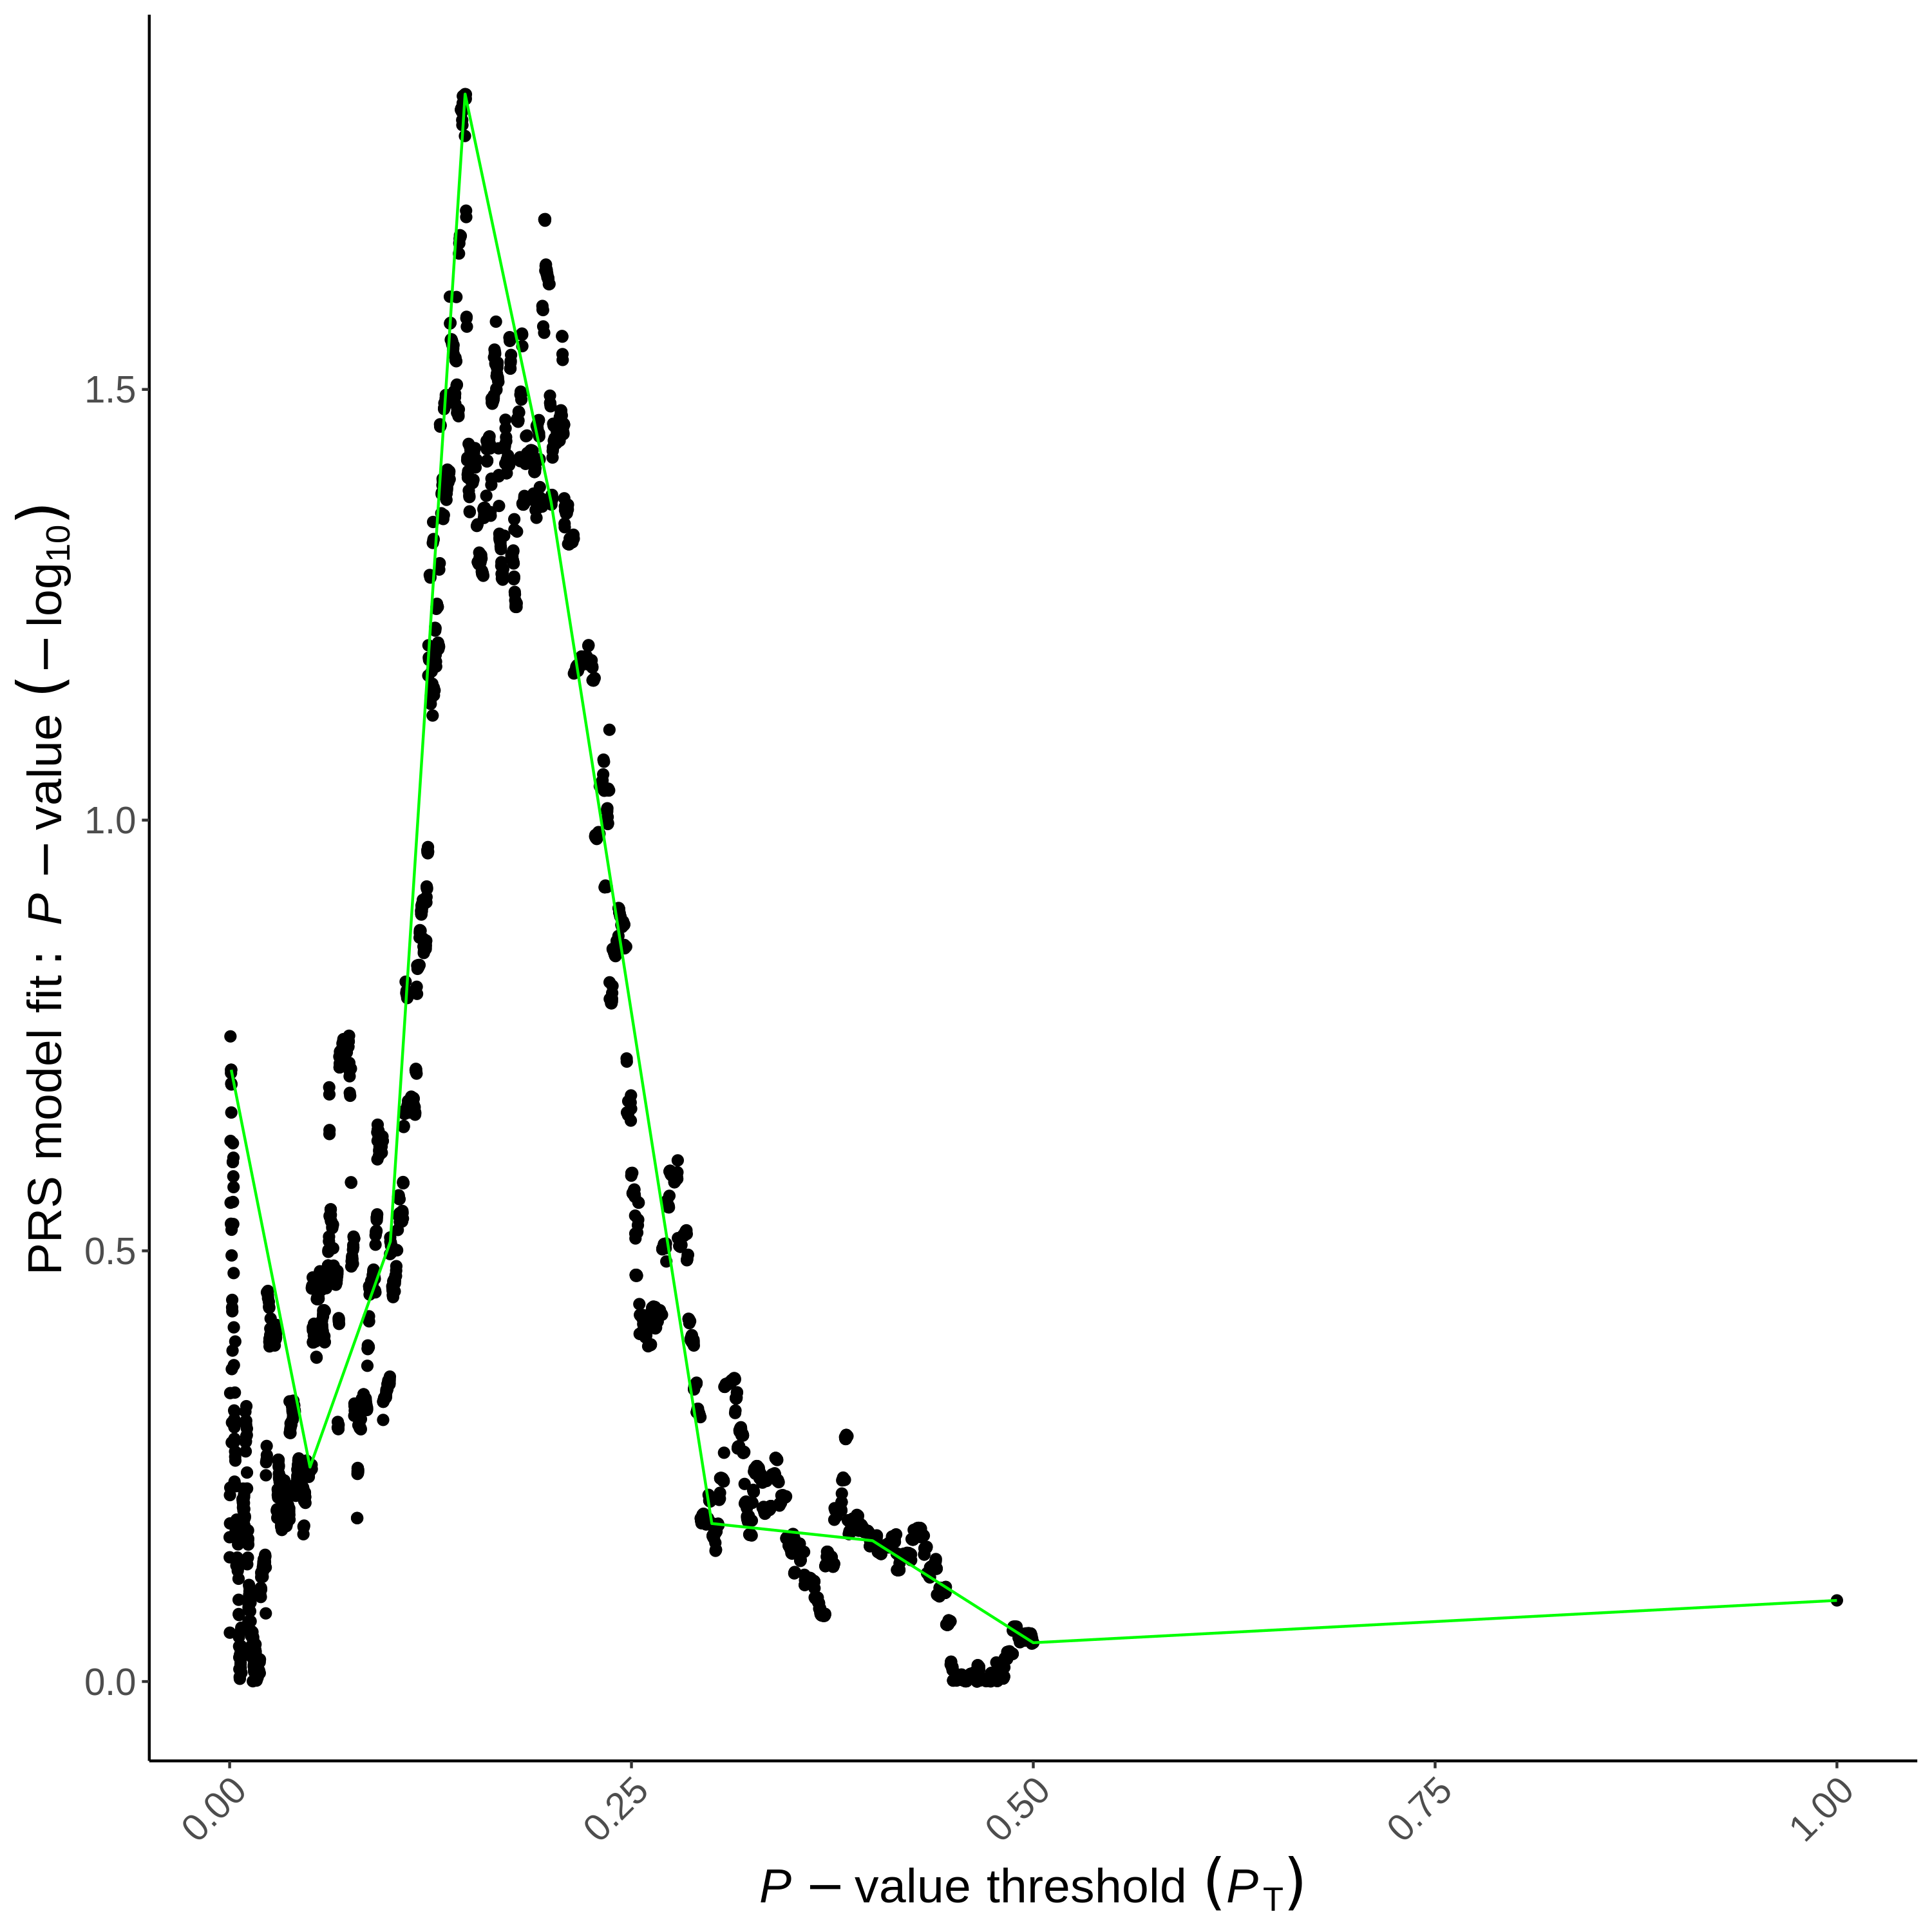 PRS model fit : P − value (− log10)
1.5
1.0
0.5
0.0
0.00 0.25 0.50 0.75 1.00
P − value threshold (PT)